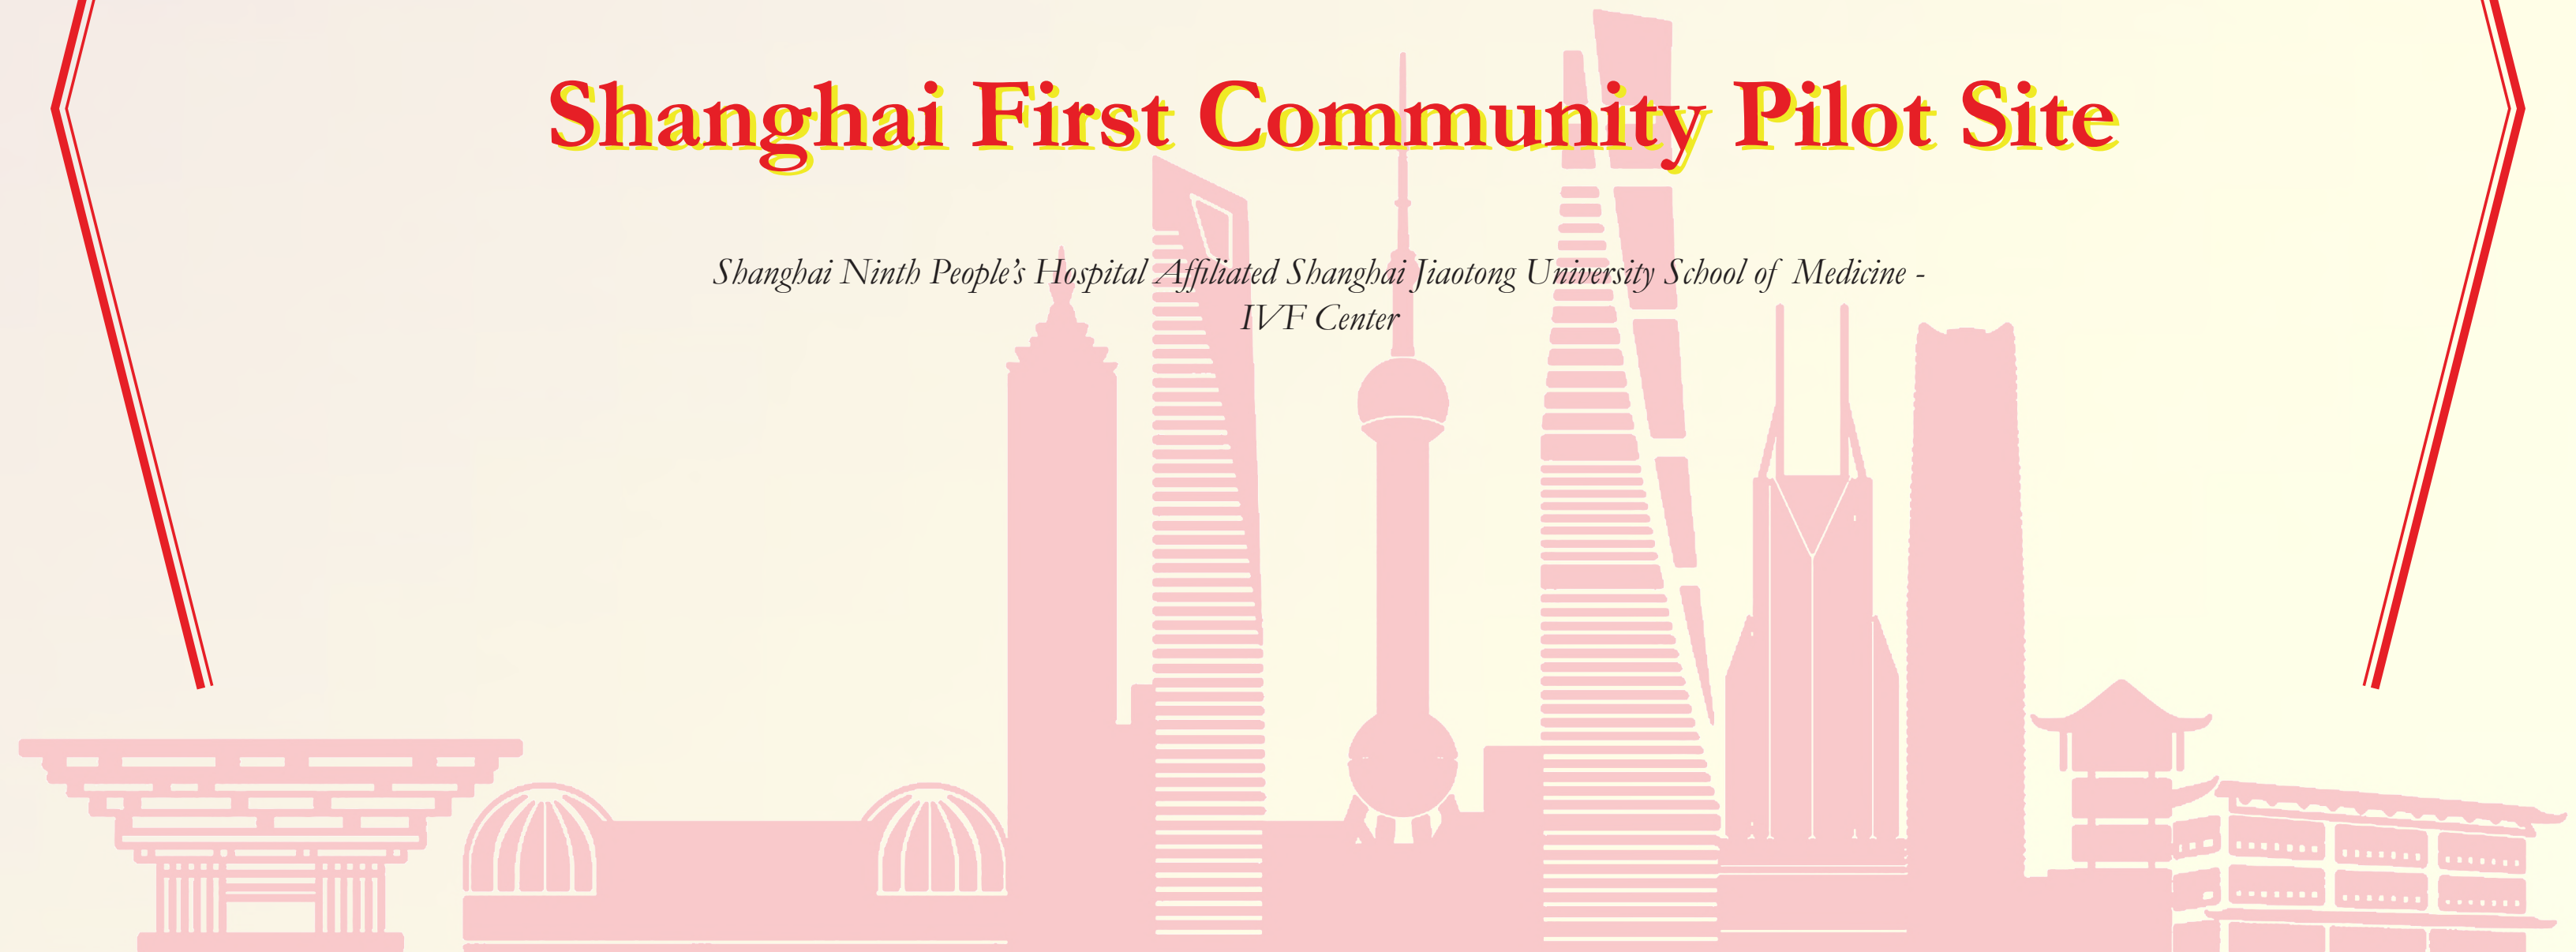 Shanghai First Community Pilot Site
Shanghai Ninth People’s Hospital Affiliated Shanghai Jiaotong University School of Medicine -
IVF Center